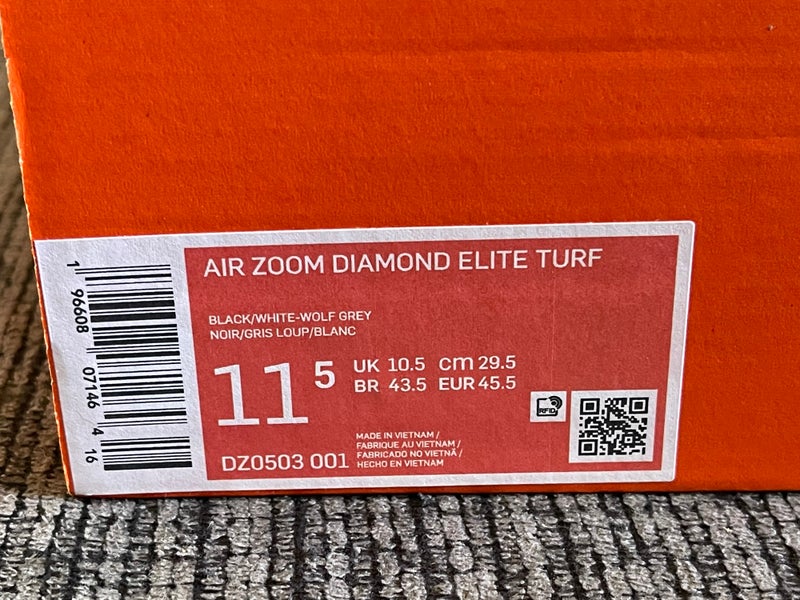 AIR ZOOM DIAMOND ELITE TURF
BLACK/WHITE-WOLF GREY
NOIR/GRIS LOUP/BLANC
11 5
UK 10.5 CM 29.5
BR 43.5 EUR 45.5
DZ0503 001
MADE IN VIETNAM /
FABRIQUE AU VIETNAM /
FABRICADO NO VIETNÃ /
HECHO EN VIETNAM
RFID
1 96608 07146 4 16